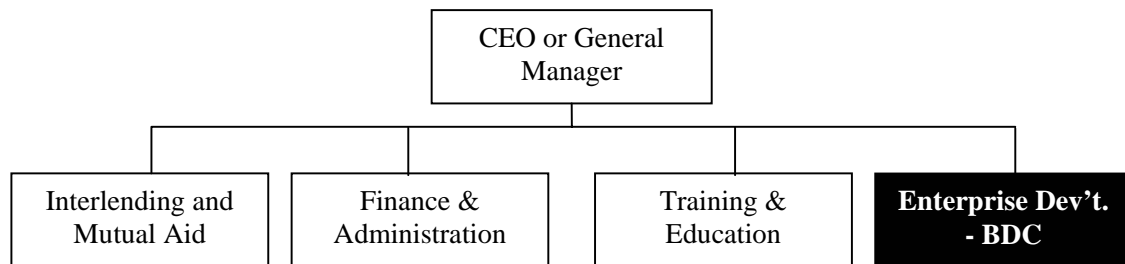 CEO or General
Manager
Interlending and
Mutual Aid
Finance &
Administration
Training &
Education
Enterprise Dev't.
- BDC